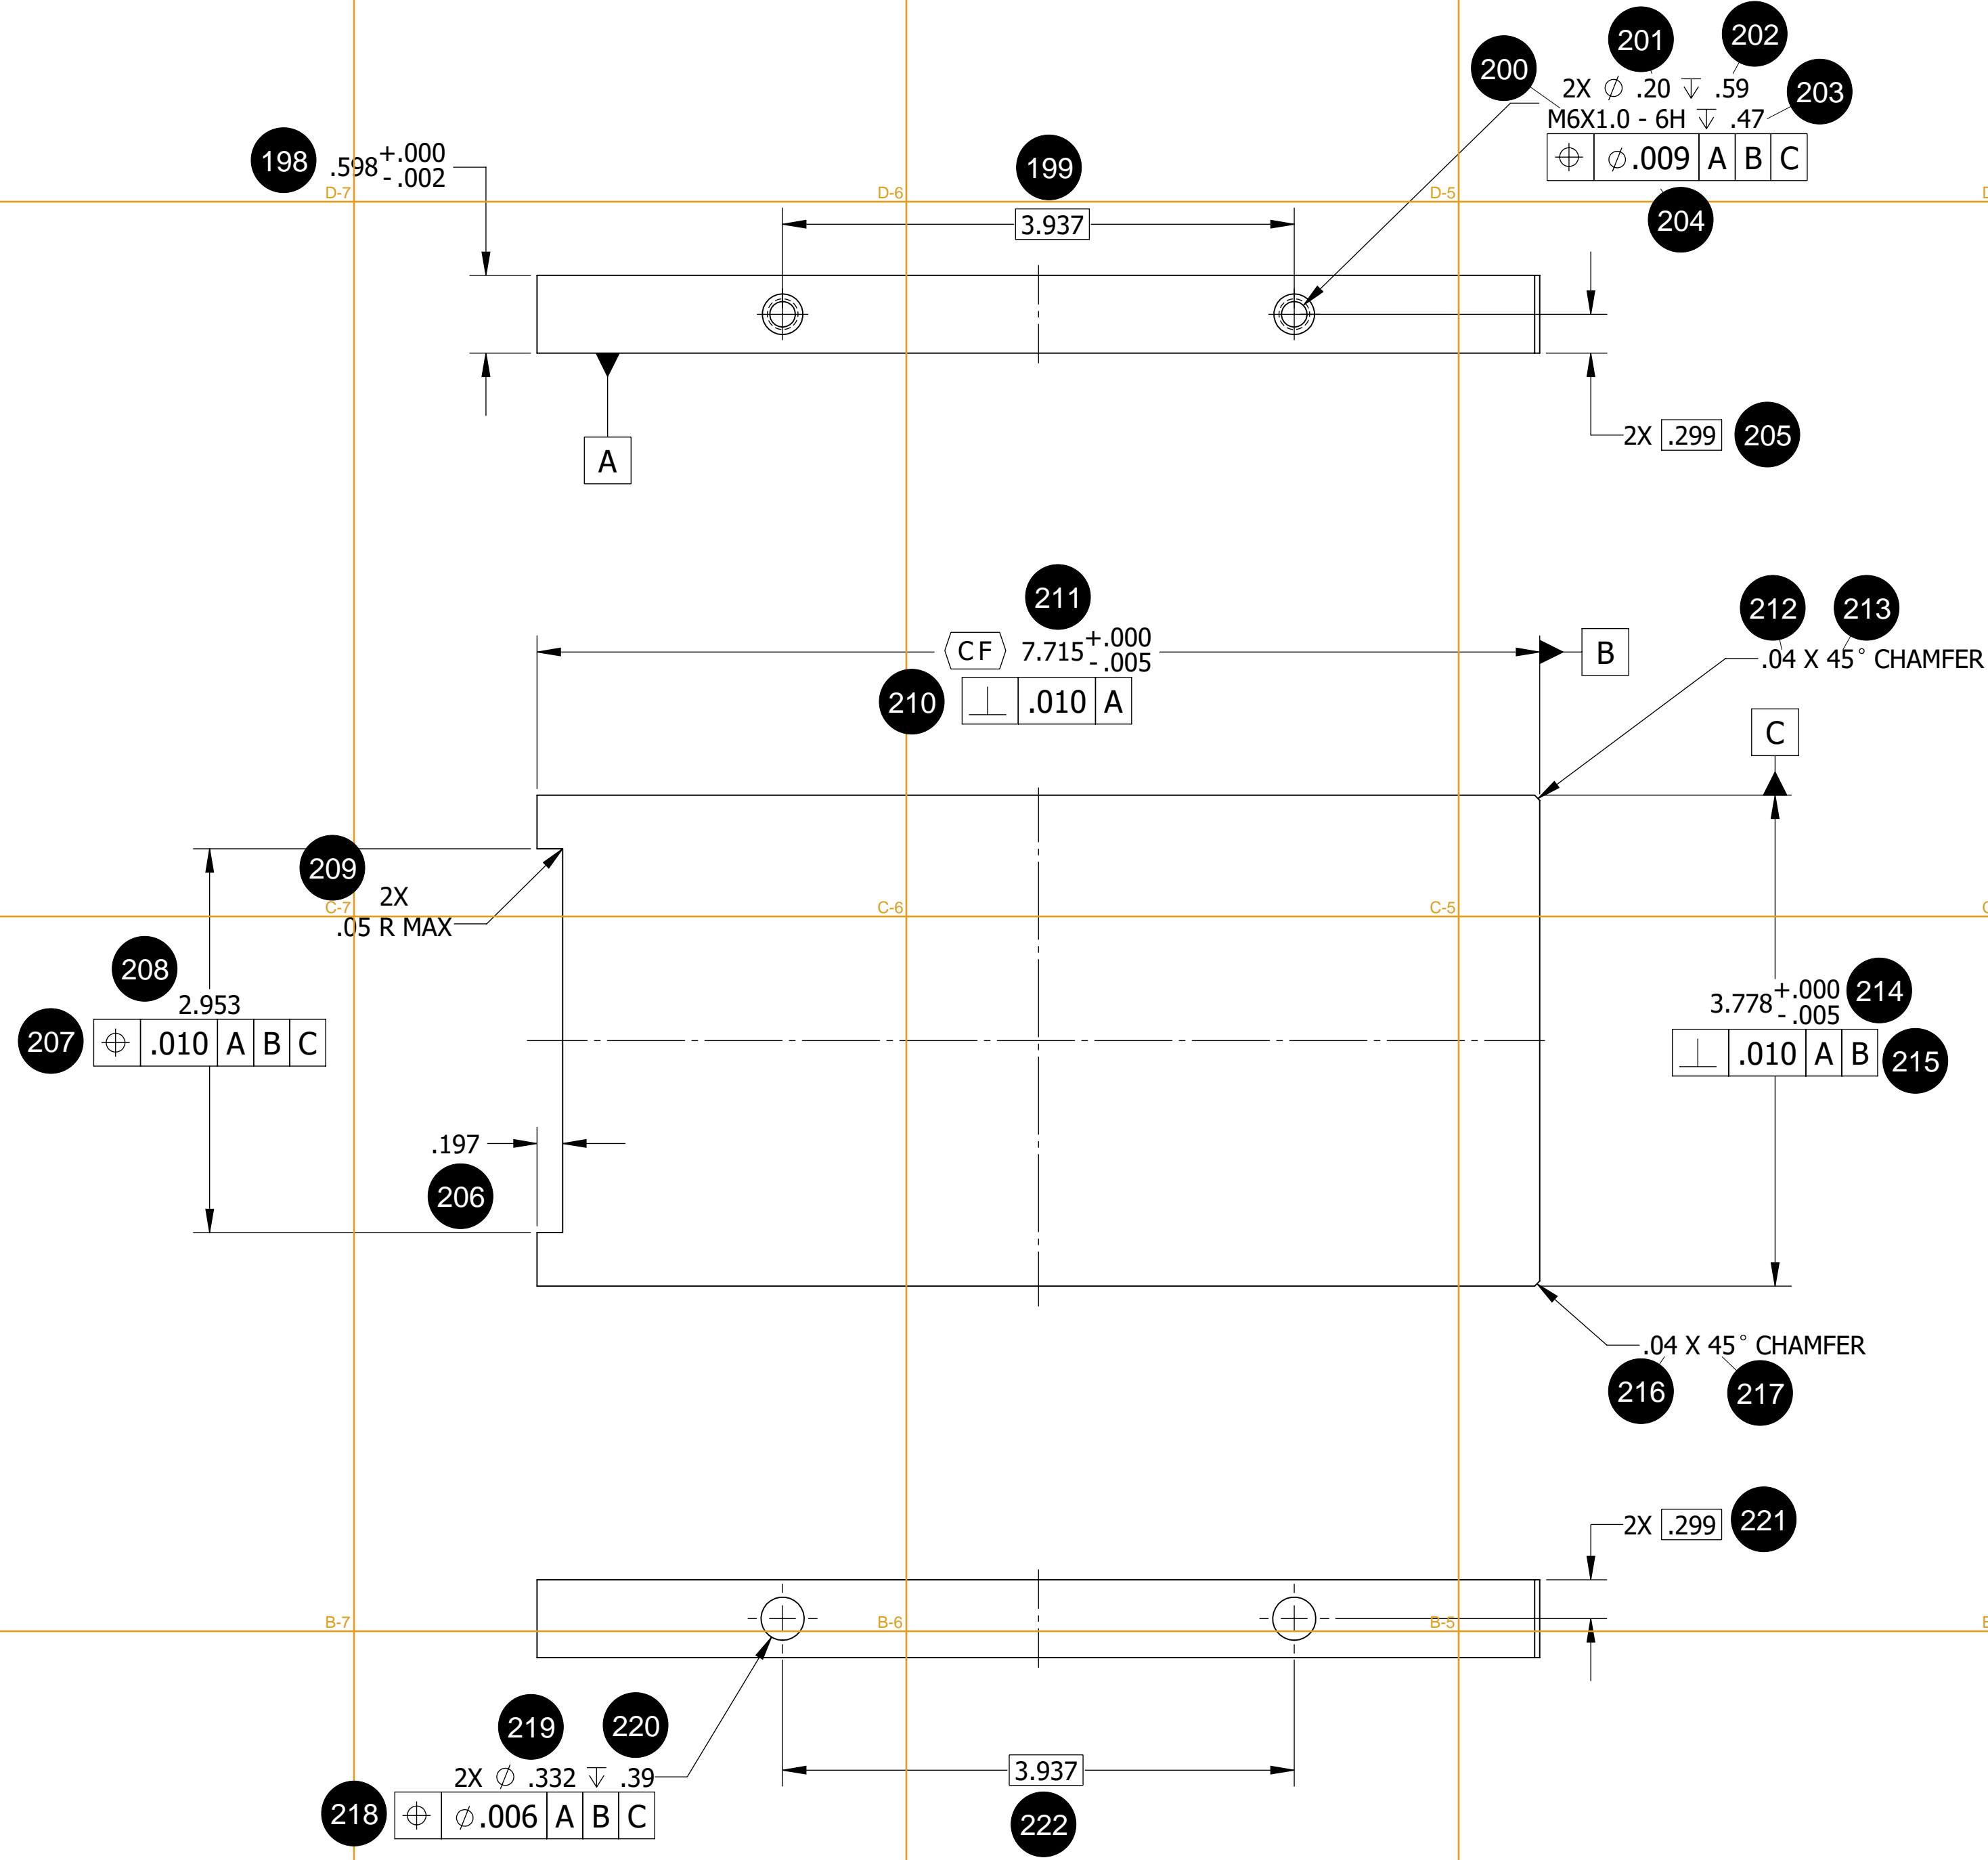 201
202
200
2X ∅ .20 ↧ .59
203
M6X1.0 - 6H ↧ .47
⌖ ∅.009 A B C
204
198
.598 +.000
- .002
199
D-7
D-6
D-5
D
3.937
A
2X .299
205
211
CF 7.715 +.000
- .005
B
210
⊥ .010 A
212
213
.04 X 45° CHAMFER
C
209
2X
.05 R MAX
C-7
C-6
C-5
C
208
2.953
207
⌖ .010 A B C
3.778 +.000
- .005
214
⊥ .010 A B
215
.197
206
.04 X 45° CHAMFER
216
217
2X .299
221
B-7
B-6
B-5
219
220
2X ∅ .332 ↧ .39
218
⌖ ∅.006 A B C
3.937
222